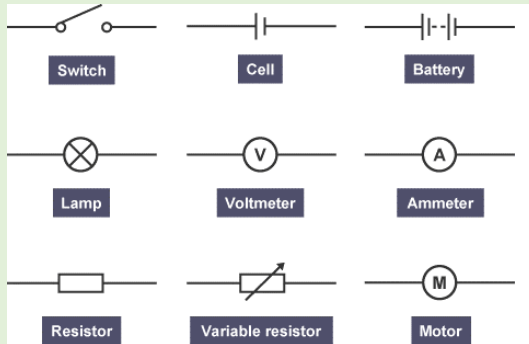 Switch
Cell
Battery
V
A
Lamp
Voltmeter
Ammeter
M
Resistor
Variable resistor
Motor